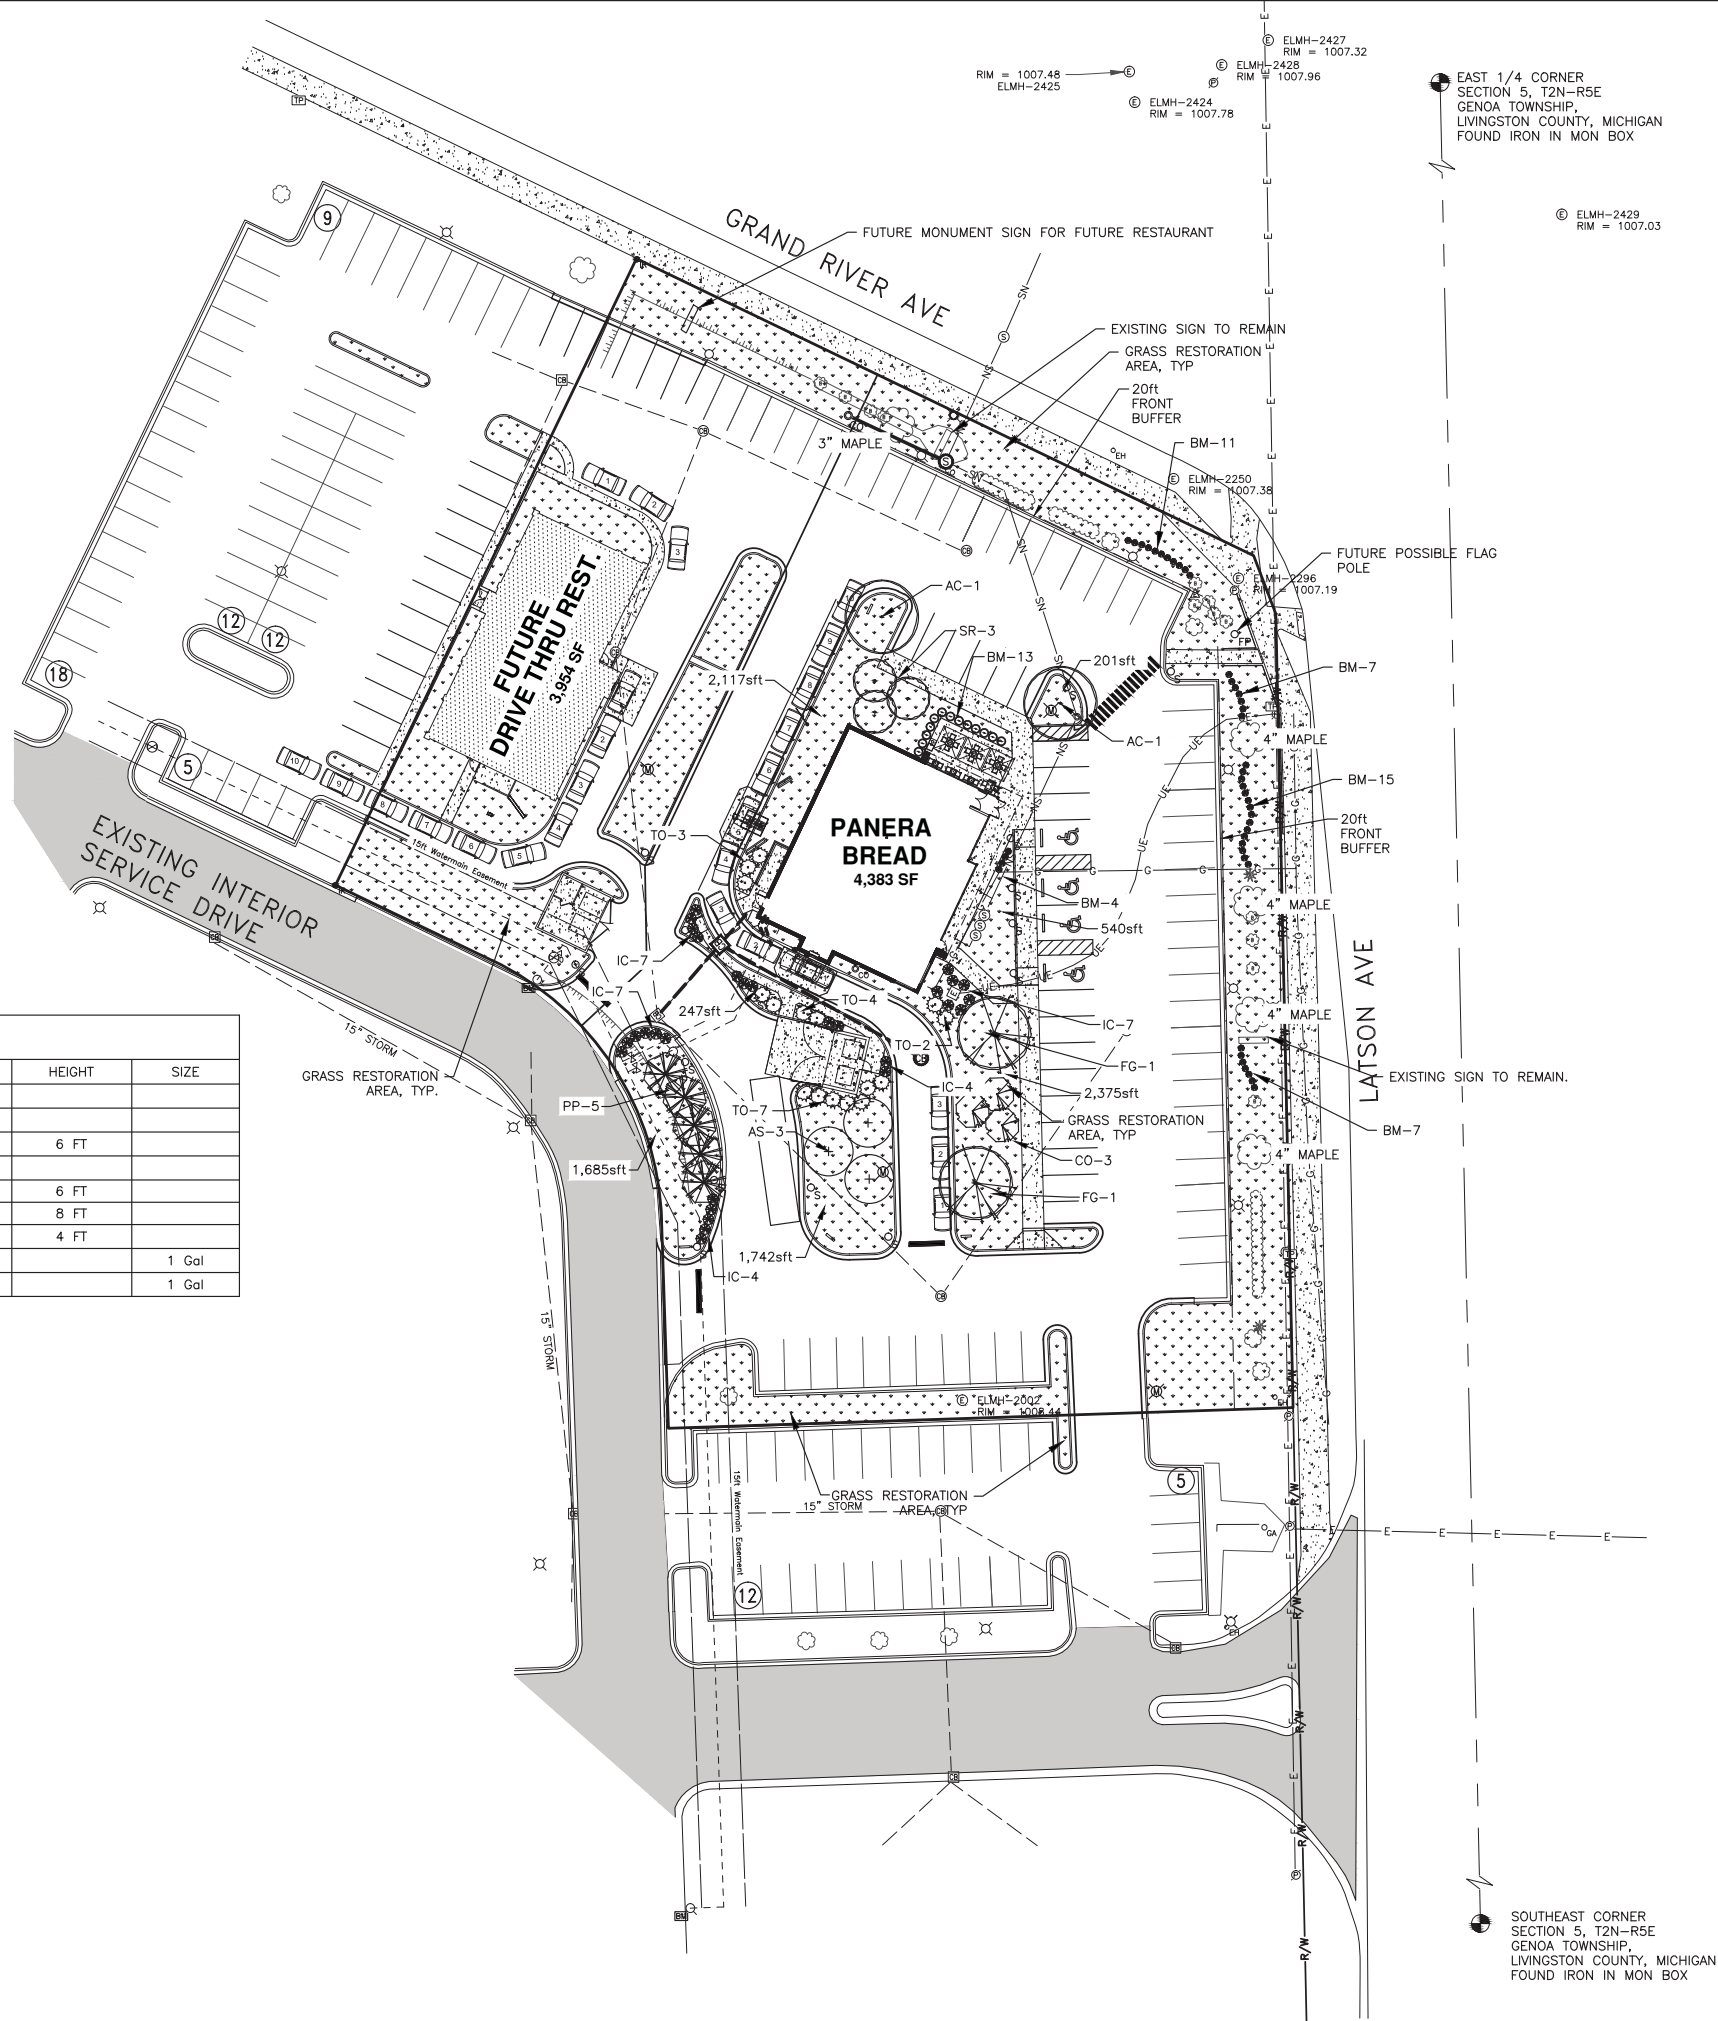 ELMH-2427
RIM = 1007.32
ELMH-2428
RIM = 1007.96
RIM = 1007.48
ELMH-2425
ELMH-2424
RIM = 1007.78
EAST 1/4 CORNER
SECTION 5, T2N-R5E
GENOA TOWNSHIP,
LIVINGSTON COUNTY, MICHIGAN
FOUND IRON IN MON BOX
ELMH-2429
RIM = 1007.03
GRAND RIVER AVE
FUTURE MONUMENT SIGN FOR FUTURE RESTAURANT
EXISTING SIGN TO REMAIN
GRASS RESTORATION
AREA, TYP
20ft
FRONT
BUFFER
3" MAPLE
BM-11
ELMH-2250
RIM = 1007.38
FUTURE POSSIBLE FLAG
POLE
ELMH-2296
RIM = 1007.19
FP
9
12
12
18
5
FUTURE
DRIVE THRU REST.
3,954 SF
AC-1
SR-3
BM-13
201sft
2,117sft
BM-7
AC-1
4" MAPLE
BM-15
20ft
FRONT
BUFFER
TO-3
PANERA
BREAD
4,383 SF
15ft Watermain Easement
EXISTING INTERIOR
SERVICE DRIVE
BM-4
540sft
4" MAPLE
IC-7
IC-7
247sft
TO-4
TO-2
IC-7
FG-1
4" MAPLE
LATSON AVE
15" STORM
GRASS RESTORATION
AREA, TYP.
HEIGHT SIZE
6 FT
6 FT
8 FT
4 FT
1 Gal
1 Gal
PP-5
IC-4
2,375sft
EXISTING SIGN TO REMAIN.
TO-7
AS-3
GRASS RESTORATION
AREA, TYP
BM-7
CO-3
4" MAPLE
1,685sft
FG-1
1,742sft
IC-4
15" STORM
ELMH-2002
RIM = 1008.44
GRASS RESTORATION
AREA, TYP
15" STORM
15ft Watermain Easement
5
12
R/W
R/W
R/W
R/W
R/W
SOUTHEAST CORNER
SECTION 5, T2N-R5E
GENOA TOWNSHIP,
LIVINGSTON COUNTY, MICHIGAN
FOUND IRON IN MON BOX